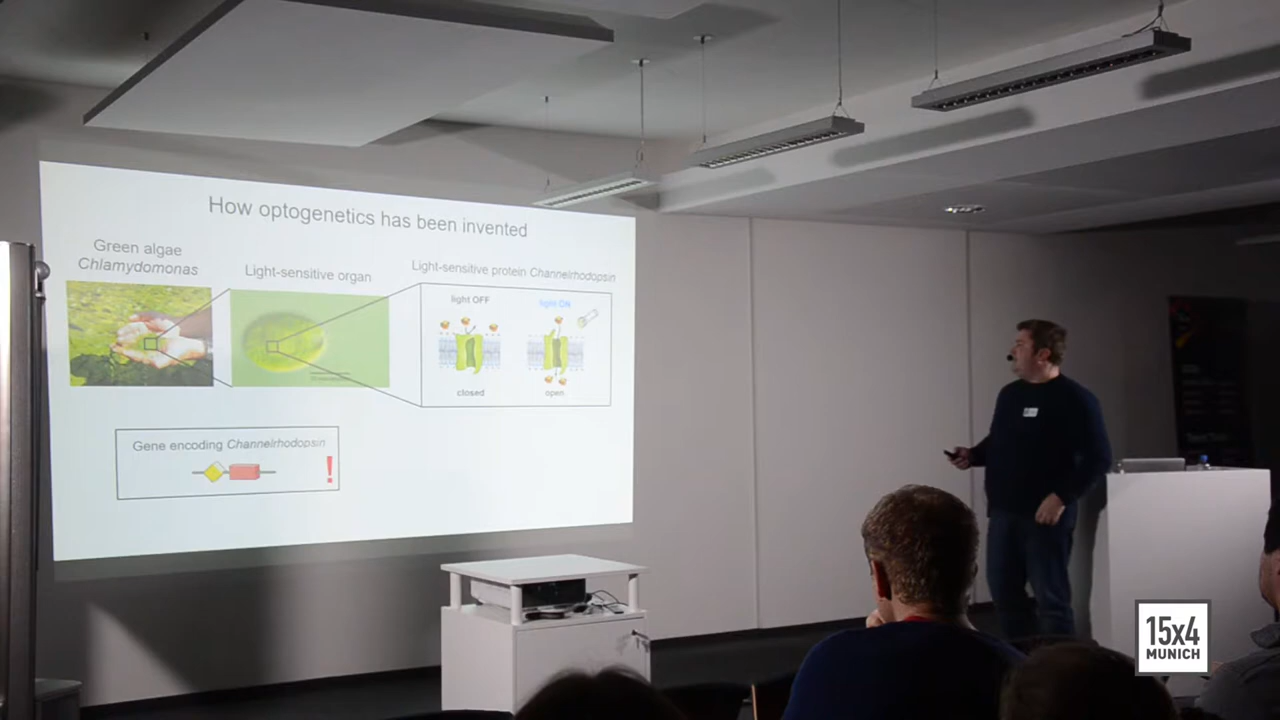 How optogenetics has been invented
Green algae
Chlamydomonas
Light-sensitive organ
Light-sensitive protein Channelrhodopsin
light OFF
light ON
closed
open
Gene encoding Channelrhodopsin
!
15x4
MUNICH